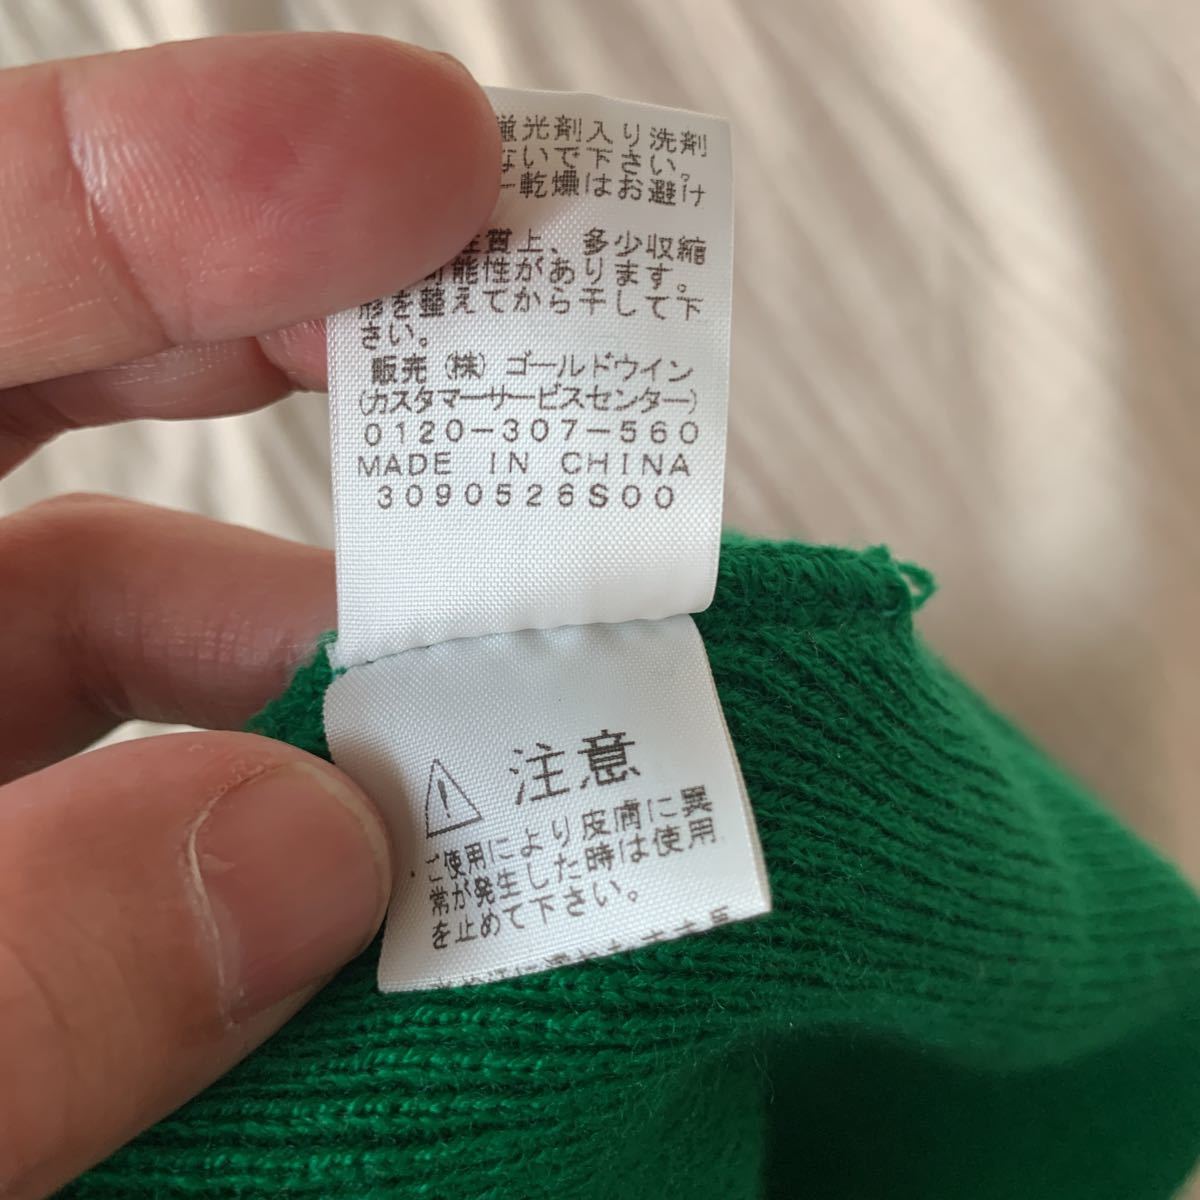 光剤入り洗剤
ないで下さい。
乾燥はお避け
質上、多少収縮
可能性があります。
形を整えてから干して下
さい。
販売(株)ゴールドウイン
(カスタマーサービスセンター)
0120-307-560
MADE IN CHINA
3090526S00
注意
ご使用により皮膚に異
常が発生した時は使用
を止めて下さい。